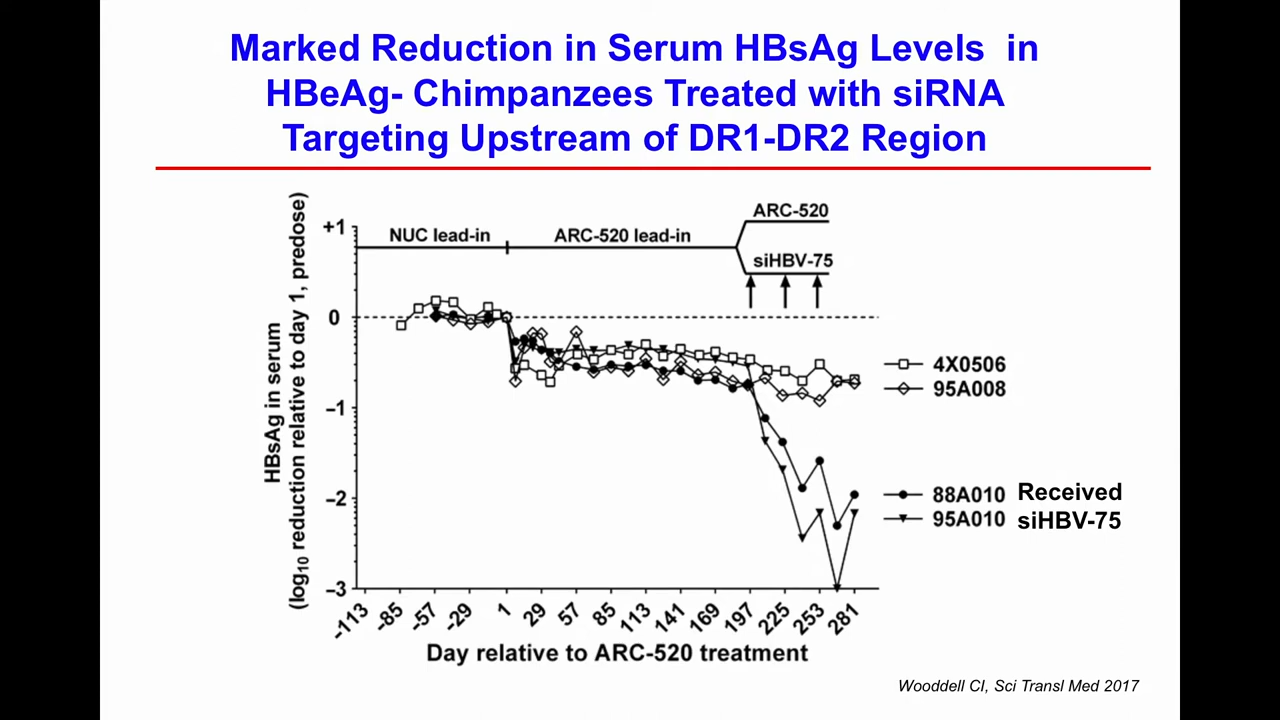 Marked Reduction in Serum HBsAg Levels in
HBeAg- Chimpanzees Treated with siRNA
Targeting Upstream of DR1-DR2 Region
HBsAg in serum
(log10 reduction relative to day 1, predose)
+1
0
–1
–2
–3
NUC lead-in
ARC-520 lead-in
ARC-520
siHBV-75
4X0506
95A008
88A010 Received
95A010 siHBV-75
-113 -85 -57 -29 1 29 57 85 113 141 169 197 225 253 281
Day relative to ARC-520 treatment
Wooddell CI, Sci Transl Med 2017